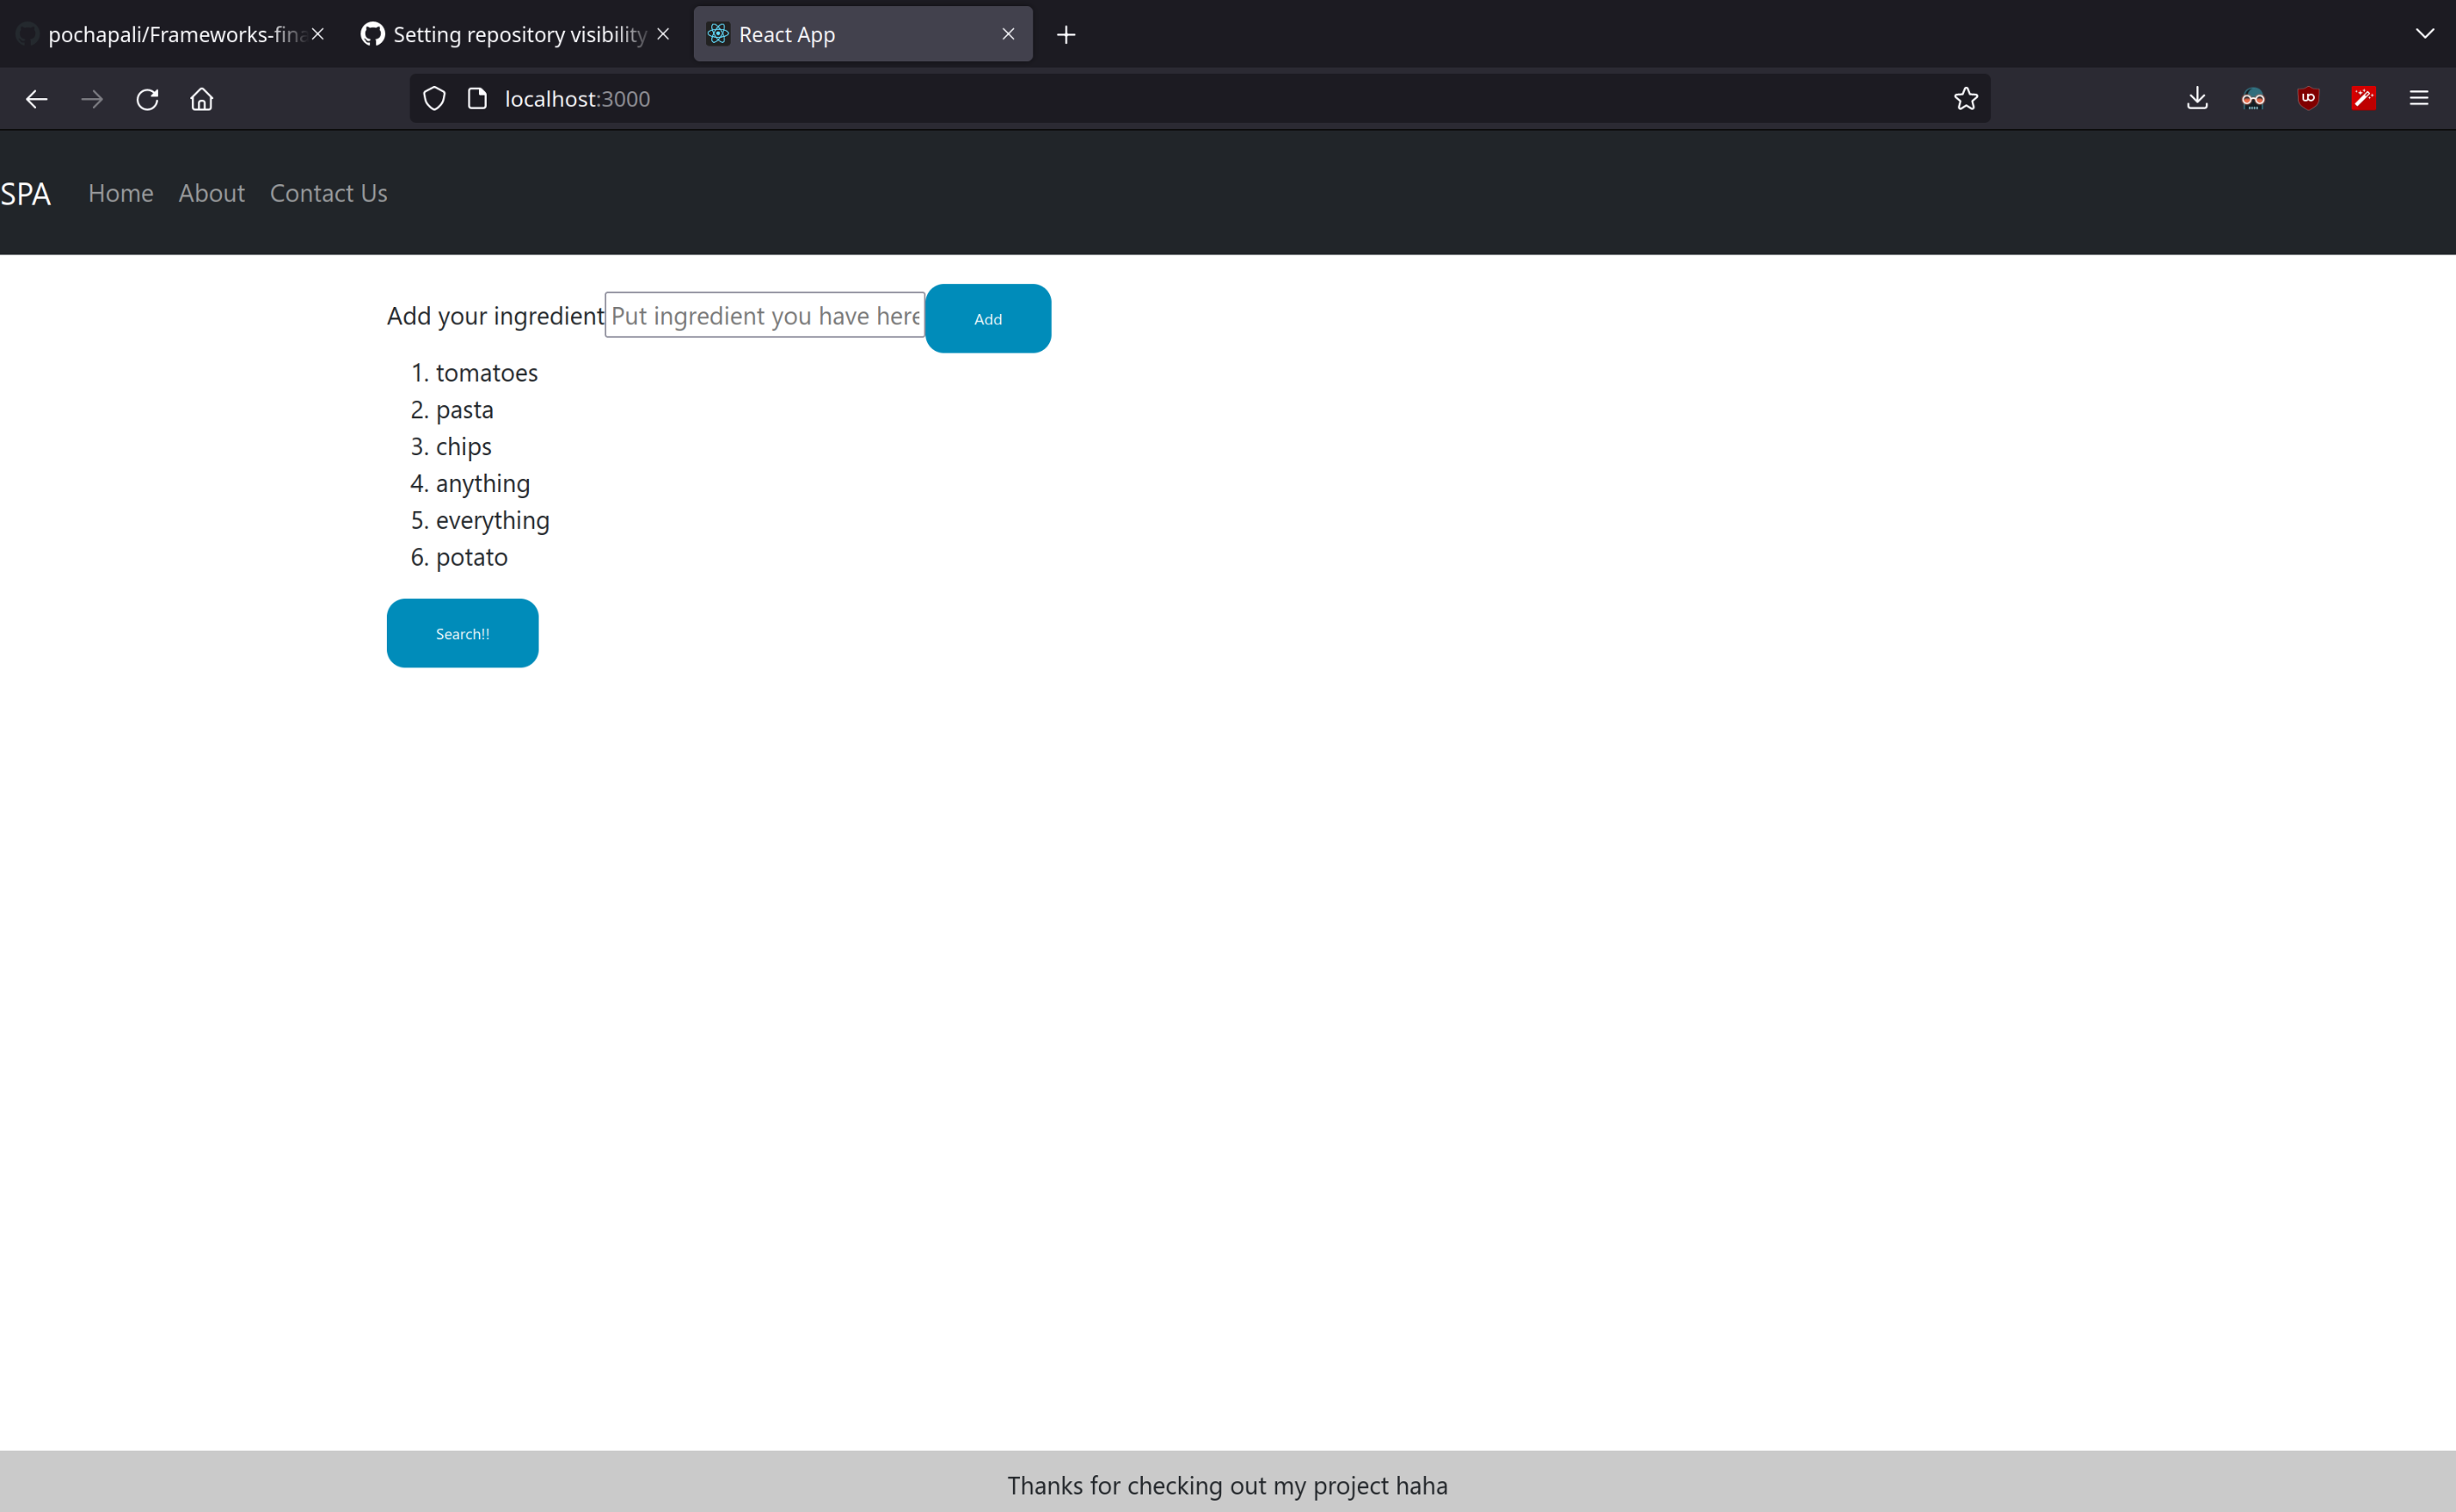 pochapali/Frameworks-fina
Setting repository visibility
React App
localhost:3000
SPA Home About Contact Us
Add your ingredient Put ingredient you have here Add
1. tomatoes
2. pasta
3. chips
4. anything
5. everything
6. potato
Search!!
Thanks for checking out my project haha